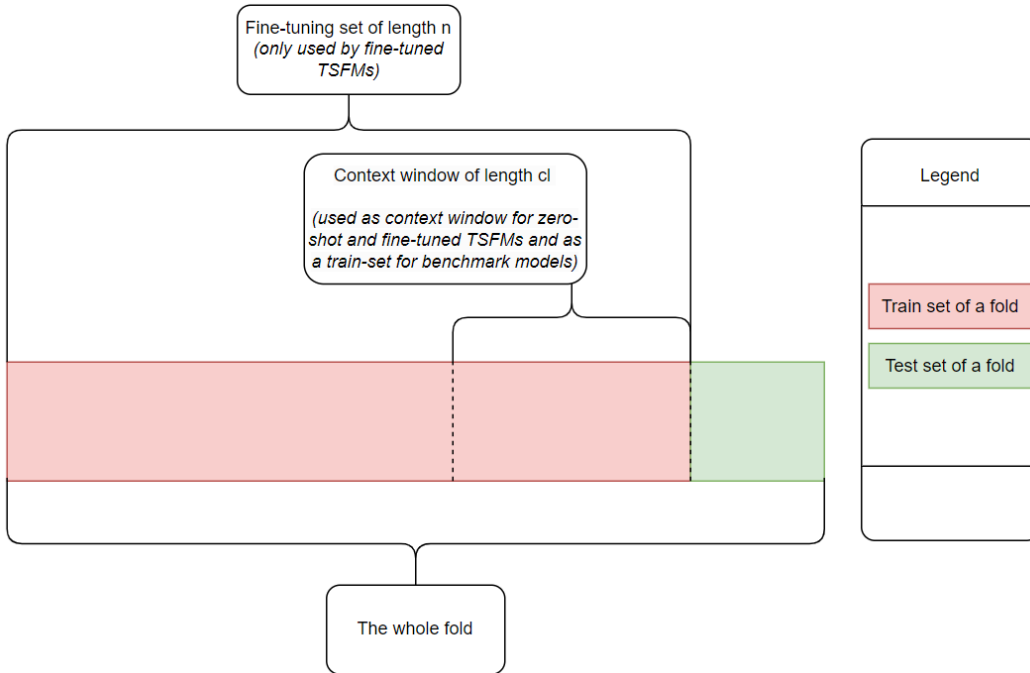 Fine-tuning set of length n
(only used by fine-tuned
TSFMs)
Context window of length cl
(used as context window for zero-
shot and fine-tuned TSFMs and as
a train-set for benchmark models)
Legend
Train set of a fold
Test set of a fold
The whole fold